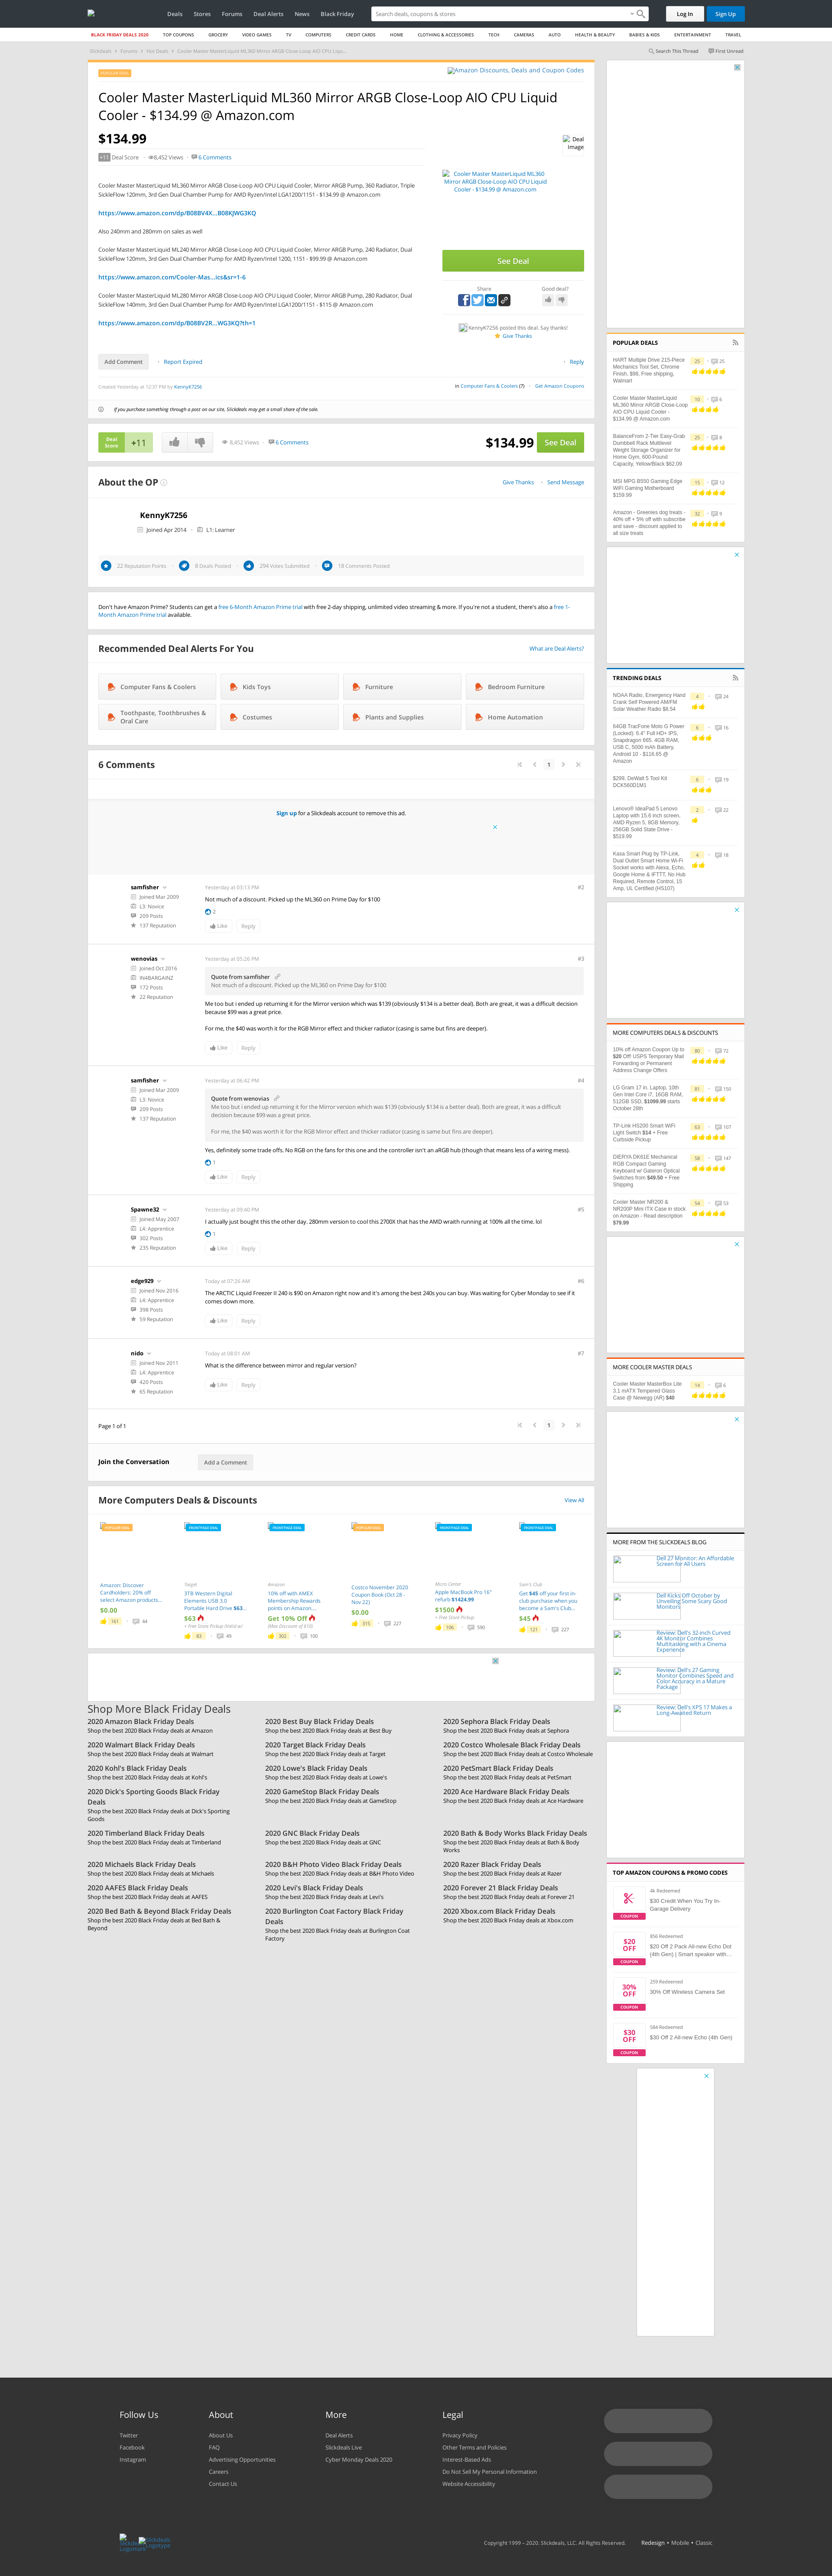 Deals Stores Forums Deal Alerts News Black Friday Search deals, coupons & stores Log In Sign Up
BLACK FRIDAY DEALS 2020 TOP COUPONS GROCERY VIDEO GAMES TV COMPUTERS CREDIT CARDS HOME CLOTHING & ACCESSORIES TECH CAMERAS AUTO HEALTH & BEAUTY BABIES & KIDS ENTERTAINMENT TRAVEL
Slickdeals Forums Hot Deals Cooler Master MasterLiquid ML360 Mirror ARGB Close-Loop AIO CPU Liqu... Search This Thread First Unread
POPULAR DEAL
Amazon Discounts, Deals and Coupon Codes
Cooler Master MasterLiquid ML360 Mirror ARGB Close-Loop AIO CPU Liquid
Cooler - $134.99 @ Amazon.com
$134.99
+11 Deal Score 8,452 Views 6 Comments
Deal
Image
Cooler Master MasterLiquid ML360 Mirror ARGB Close-Loop AIO CPU Liquid Cooler, Mirror ARGB Pump, 360 Radiator, Triple
SickleFlow 120mm, 3rd Gen Dual Chamber Pump for AMD Ryzen/Intel LGA1200/1151 - $134.99 @ Amazon.com
https://www.amazon.com/dp/B08BV4X...B08KJWG3KQ
Also 240mm and 280mm on sales as well
Cooler Master MasterLiquid ML240 Mirror ARGB Close-Loop AIO CPU Liquid Cooler, Mirror ARGB Pump, 240 Radiator, Dual
SickleFlow 120mm, 3rd Gen Dual Chamber Pump for AMD Ryzen/Intel 1200, 1151 - $99.99 @ Amazon.com
https://www.amazon.com/Cooler-Mas...ics&sr=1-6
Cooler Master MasterLiquid ML280 Mirror ARGB Close-Loop AIO CPU Liquid Cooler, Mirror ARGB Pump, 280 Radiator, Dual
SickleFlow 140mm, 3rd Gen Dual Chamber Pump for AMD Ryzen/Intel LGA1200/1151 - $115 @ Amazon.com
https://www.amazon.com/dp/B08BV2R...WG3KQ?th=1
Cooler Master MasterLiquid ML360
Mirror ARGB Close-Loop AIO CPU Liquid
Cooler - $134.99 @ Amazon.com
See Deal
Share Good deal?
KennyK7256 posted this deal. Say thanks!
Give Thanks
Add Comment Report Expired Reply
Created Yesterday at 12:37 PM by KennyK7256 in Computer Fans & Coolers (7) Get Amazon Coupons
If you purchase something through a post on our site, Slickdeals may get a small share of the sale.
Deal
Score
+11
8,452 Views 6 Comments $134.99 See Deal
About the OP Give Thanks Send Message
KennyK7256
Joined Apr 2014 L1: Learner
22 Reputation Points 8 Deals Posted 294 Votes Submitted 18 Comments Posted
Don't have Amazon Prime? Students can get a free 6-Month Amazon Prime trial with free 2-day shipping, unlimited video streaming & more. If you're not a student, there's also a free 1-
Month Amazon Prime trial available.
Recommended Deal Alerts For You What are Deal Alerts?
Computer Fans & Coolers Kids Toys Furniture Bedroom Furniture
Toothpaste, Toothbrushes &
Oral Care
Costumes Plants and Supplies Home Automation
6 Comments 1
Sign up for a Slickdeals account to remove this ad.
samfisher Yesterday at 03:13 PM #2
Joined Mar 2009
L3: Novice
209 Posts
137 Reputation
Not much of a discount. Picked up the ML360 on Prime Day for $100
2
Like Reply
wenovias Yesterday at 05:26 PM #3
Joined Oct 2016
IN4BARGAINZ
172 Posts
22 Reputation
Quote from samfisher
Not much of a discount. Picked up the ML360 on Prime Day for $100
Me too but i ended up returning it for the Mirror version which was $139 (obviously $134 is a better deal). Both are great, it was a difficult decision
because $99 was a great price.
For me, the $40 was worth it for the RGB Mirror effect and thicker radiator (casing is same but fins are deeper).
Like Reply
samfisher Yesterday at 06:42 PM #4
Joined Mar 2009
L3: Novice
209 Posts
137 Reputation
Quote from wenovias
Me too but i ended up returning it for the Mirror version which was $139 (obviously $134 is a better deal). Both are great, it was a difficult
decision because $99 was a great price.
For me, the $40 was worth it for the RGB Mirror effect and thicker radiator (casing is same but fins are deeper).
Yes, definitely some trade offs. No RGB on the fans for this one and the controller isn't an aRGB hub (though that means less of a wiring mass).
1
Like Reply
Spawne32 Yesterday at 09:40 PM #5
Joined May 2007
L4: Apprentice
302 Posts
235 Reputation
I actually just bought this the other day. 280mm version to cool this 2700X that has the AMD wraith running at 100% all the time. lol
1
Like Reply
edge929 Today at 07:26 AM #6
Joined Nov 2016
L4: Apprentice
398 Posts
59 Reputation
The ARCTIC Liquid Freezer II 240 is $90 on Amazon right now and it's among the best 240s you can buy. Was waiting for Cyber Monday to see if it
comes down more.
Like Reply
nido Today at 08:01 AM #7
Joined Nov 2011
L4: Apprentice
420 Posts
65 Reputation
What is the difference between mirror and regular version?
Like Reply
Page 1 of 1 1
Join the Conversation Add a Comment
More Computers Deals & Discounts View All
POPULAR DEAL
Amazon: Discover
Cardholders: 20% off
select Amazon products...
$0.00
161 44
FRONTPAGE DEAL
Target
3TB Western Digital
Elements USB 3.0
Portable Hard Drive $63...
$63
+ Free Store Pickup (Valid w/
83 49
FRONTPAGE DEAL
Amazon
10% off with AMEX
Membership Rewards
points on Amazon....
Get 10% Off
(Max Discount of $10)
302 100
POPULAR DEAL
Costco November 2020
Coupon Book (Oct 28 -
Nov 22)
$0.00
315 227
FRONTPAGE DEAL
Micro Center
Apple MacBook Pro 16"
refurb $1424.99
$1500
+ Free Store Pickup
106 590
FRONTPAGE DEAL
Sam's Club
Get $45 off your first in-
club purchase when you
become a Sam's Club...
$45
121 227
Shop More Black Friday Deals
2020 Amazon Black Friday Deals
Shop the best 2020 Black Friday deals at Amazon
2020 Best Buy Black Friday Deals
Shop the best 2020 Black Friday deals at Best Buy
2020 Sephora Black Friday Deals
Shop the best 2020 Black Friday deals at Sephora
2020 Walmart Black Friday Deals
Shop the best 2020 Black Friday deals at Walmart
2020 Target Black Friday Deals
Shop the best 2020 Black Friday deals at Target
2020 Costco Wholesale Black Friday Deals
Shop the best 2020 Black Friday deals at Costco Wholesale
2020 Kohl's Black Friday Deals
Shop the best 2020 Black Friday deals at Kohl's
2020 Lowe's Black Friday Deals
Shop the best 2020 Black Friday deals at Lowe's
2020 PetSmart Black Friday Deals
Shop the best 2020 Black Friday deals at PetSmart
2020 Dick's Sporting Goods Black Friday
Deals
Shop the best 2020 Black Friday deals at Dick's Sporting
Goods
2020 GameStop Black Friday Deals
Shop the best 2020 Black Friday deals at GameStop
2020 Ace Hardware Black Friday Deals
Shop the best 2020 Black Friday deals at Ace Hardware
2020 Timberland Black Friday Deals
Shop the best 2020 Black Friday deals at Timberland
2020 GNC Black Friday Deals
Shop the best 2020 Black Friday deals at GNC
2020 Bath & Body Works Black Friday Deals
Shop the best 2020 Black Friday deals at Bath & Body
Works
2020 Michaels Black Friday Deals
Shop the best 2020 Black Friday deals at Michaels
2020 B&H Photo Video Black Friday Deals
Shop the best 2020 Black Friday deals at B&H Photo Video
2020 Razer Black Friday Deals
Shop the best 2020 Black Friday deals at Razer
2020 AAFES Black Friday Deals
Shop the best 2020 Black Friday deals at AAFES
2020 Levi's Black Friday Deals
Shop the best 2020 Black Friday deals at Levi's
2020 Forever 21 Black Friday Deals
Shop the best 2020 Black Friday deals at Forever 21
2020 Bed Bath & Beyond Black Friday Deals
Shop the best 2020 Black Friday deals at Bed Bath &
Beyond
2020 Burlington Coat Factory Black Friday
Deals
Shop the best 2020 Black Friday deals at Burlington Coat
Factory
2020 Xbox.com Black Friday Deals
Shop the best 2020 Black Friday deals at Xbox.com
POPULAR DEALS
HART Multiple Drive 215-Piece
Mechanics Tool Set, Chrome
Finish, $98, Free shipping,
Walmart
25 25
Cooler Master MasterLiquid
ML360 Mirror ARGB Close-Loop
AIO CPU Liquid Cooler -
$134.99 @ Amazon.com
10 6
BalanceFrom 2-Tier Easy-Grab
Dumbbell Rack Multilevel
Weight Storage Organizer for
Home Gym, 600-Pound
Capacity, Yellow/Black $62.09
25 8
MSI MPG B550 Gaming Edge
WiFi Gaming Motherboard
$159.99
15 12
Amazon - Greenies dog treats -
40% off + 5% off with subscribe
and save - discount applied to
all size treats
32 9
TRENDING DEALS
NOAA Radio, Emergency Hand
Crank Self Powered AM/FM
Solar Weather Radio $8.54
4 24
64GB TracFone Moto G Power
(Locked): 6.4" Full HD+ IPS,
Snapdragon 665. 4GB RAM,
USB C, 5000 mAh Battery,
Android 10 - $116.65 @
Amazon
6 16
$299, DeWalt 5 Tool Kit
DCK560D1M1
6 19
Lenovo® IdeaPad 5 Lenovo
Laptop with 15.6 inch screen,
AMD Ryzen 5, 8GB Memory,
256GB Solid State Drive -
$519.99
2 22
Kasa Smart Plug by TP-Link,
Dual Outlet Smart Home Wi-Fi
Socket works with Alexa, Echo,
Google Home & IFTTT, No Hub
Required, Remote Control, 15
Amp, UL Certified (HS107)
4 18
MORE COMPUTERS DEALS & DISCOUNTS
10% off Amazon Coupon Up to
$20 Off! USPS Temporary Mail
Forwarding or Permanent
Address Change Offers
80 72
LG Gram 17 in. Laptop, 10th
Gen Intel Core i7, 16GB RAM,
512GB SSD, $1099.99 starts
October 28th
81 150
TP-Link HS200 Smart WiFi
Light Switch $14 + Free
Curbside Pickup
63 107
DIERYA DK61E Mechanical
RGB Compact Gaming
Keyboard w/ Gateron Optical
Switches from $49.50 + Free
Shipping
58 147
Cooler Master NR200 &
NR200P Mini ITX Case in stock
on Amazon - Read description
$79.99
54 53
MORE COOLER MASTER DEALS
Cooler Master MasterBox Lite
3.1 mATX Tempered Glass
Case @ Newegg (AR) $40
14 6
MORE FROM THE SLICKDEALS BLOG
Dell 27 Monitor: An Affordable
Screen for All Users
Dell Kicks Off October by
Unveiling Some Scary Good
Monitors
Review: Dell's 32-inch Curved
4K Monitor Combines
Multitasking with a Cinema
Experience
Review: Dell's 27 Gaming
Monitor Combines Speed and
Color Accuracy in a Mature
Package
Review: Dell's XPS 17 Makes a
Long-Awaited Return
TOP AMAZON COUPONS & PROMO CODES
4k Redeemed
$30 Credit When You Try In-
Garage Delivery
COUPON
$20
OFF
COUPON
856 Redeemed
$20 Off 2 Pack All-new Echo Dot
(4th Gen) | Smart speaker with...
30%
OFF
COUPON
259 Redeemed
30% Off Wireless Camera Set
$30
OFF
COUPON
584 Redeemed
$30 Off 2 All-new Echo (4th Gen)
Follow Us
Twitter
Facebook
Instagram
About
About Us
FAQ
Advertising Opportunities
Careers
Contact Us
More
Deal Alerts
Slickdeals Live
Cyber Monday Deals 2020
Legal
Privacy Policy
Other Terms and Policies
Interest-Based Ads
Do Not Sell My Personal Information
Website Accessibility
Slickdeals
Logomark
Slickdeals
Logotype
Copyright 1999 – 2020. Slickdeals, LLC. All Rights Reserved. Redesign • Mobile • Classic